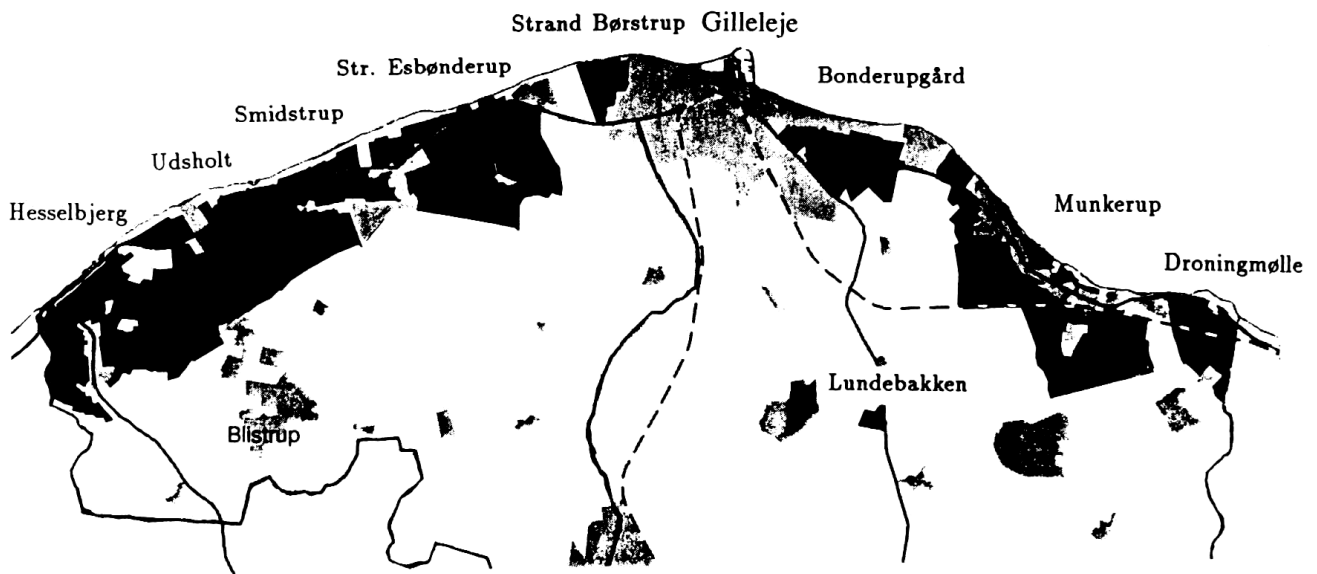 Strand Børstrup Gilleleje
Str. Esbønderup
Bonderupgård
Smidstrup
Udsholt
Hesselbjerg
Munkerup
Droningmølle
Lundebakken
Blistrup